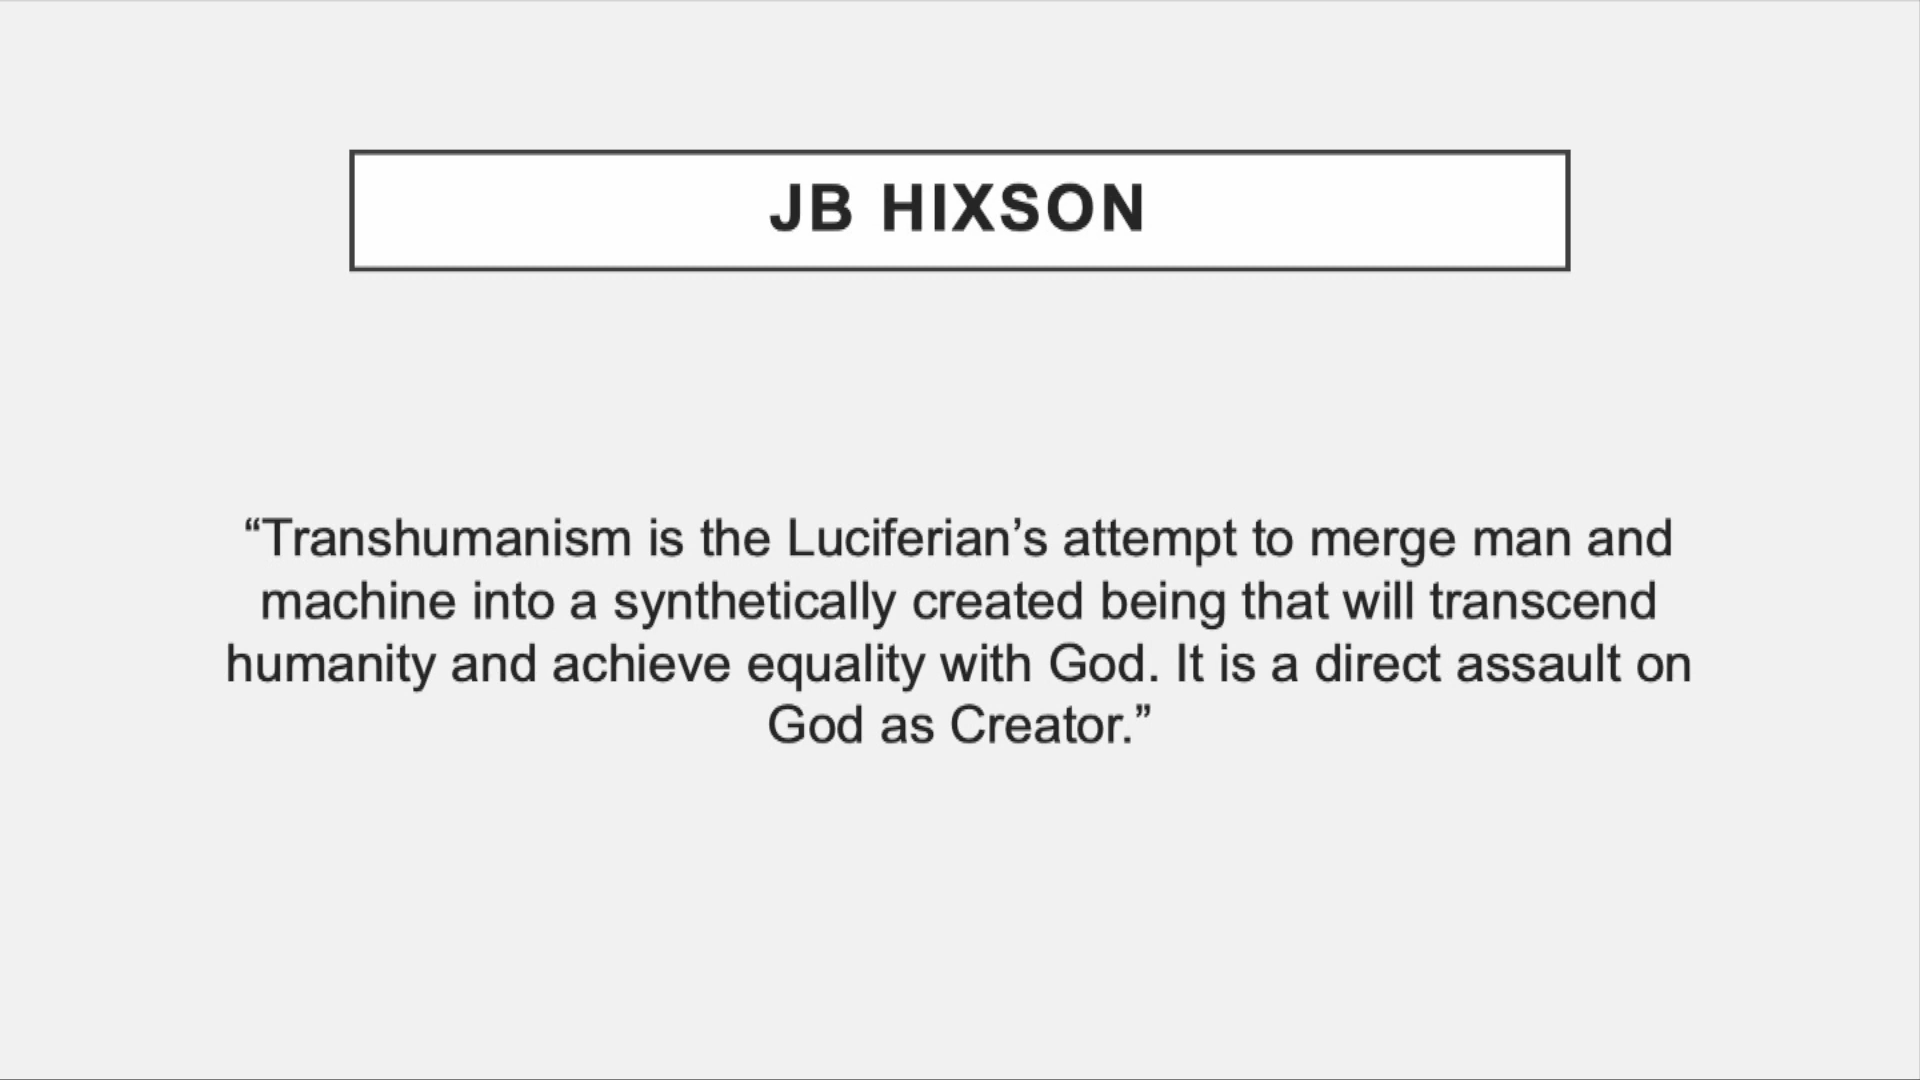 JB HIXSON
“Transhumanism is the Luciferian’s attempt to merge man and
machine into a synthetically created being that will transcend
humanity and achieve equality with God. It is a direct assault on
God as Creator.”